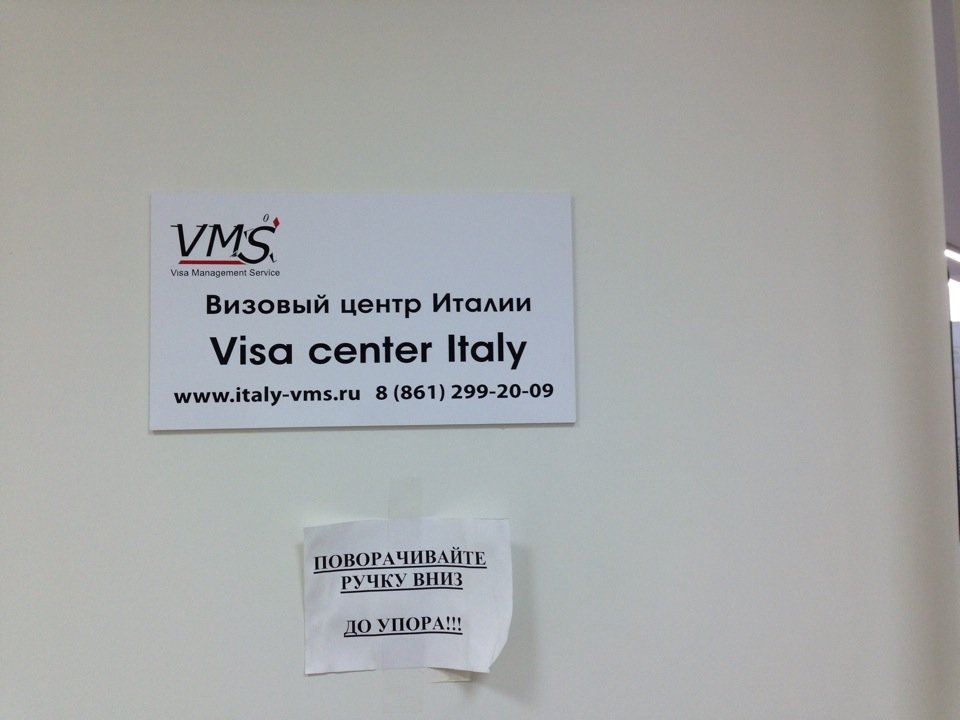 VMS
Visa Management Service
Визовый центр Италии
Visa center Italy
www.italy-vms.ru 8 (861) 299-20-09
ПОВОРАЧИВАЙТЕ
РУЧКУ ВНИЗ
ДО УПОРА!!!